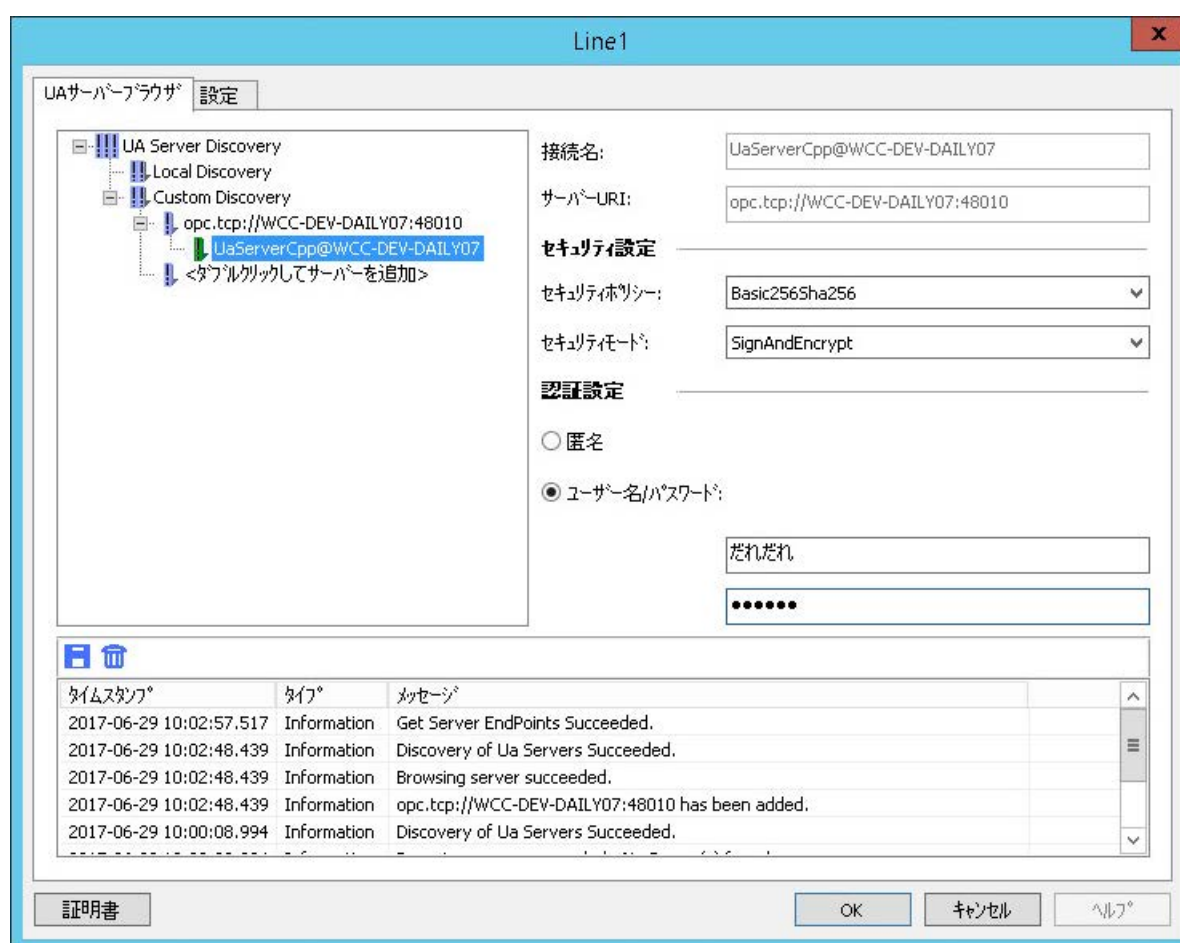 Line1
UAｻｰﾊﾞｰﾌﾞﾗｳｻﾞ 設定
UA Server Discovery
Local Discovery
Custom Discovery
opc.tcp://WCC-DEV-DAILY07:48010
UaServerCpp@WCC-DEV-DAILY07
<ﾀﾞﾌﾞﾙｸﾘｯｸしてｻｰﾊﾞｰを追加>
接続名: UaServerCpp@WCC-DEV-DAILY07
ｻｰﾊﾞｰURI: opc.tcp://WCC-DEV-DAILY07:48010
ｾｷｭﾘﾃｨ設定
ｾｷｭﾘﾃｨﾎﾟﾘｼｰ: Basic256Sha256
ｾｷｭﾘﾃｨﾓｰﾄﾞ: SignAndEncrypt
認証設定
匿名
ﾕｰｻﾞｰ名/ﾊﾟｽﾜｰﾄﾞ:
だれだれ
••••••
ﾀｲﾑｽﾀﾝﾌﾟ ﾀｲﾌﾟ ﾒｯｾｰｼﾞ
2017-06-29 10:02:57.517 Information Get Server EndPoints Succeeded.
2017-06-29 10:02:48.439 Information Discovery of Ua Servers Succeeded.
2017-06-29 10:02:48.439 Information Browsing server succeeded.
2017-06-29 10:02:48.439 Information opc.tcp://WCC-DEV-DAILY07:48010 has been added.
2017-06-29 10:00:08.994 Information Discovery of Ua Servers Succeeded.
証明書 OK ｷｬﾝｾﾙ ﾍﾙﾌﾟ